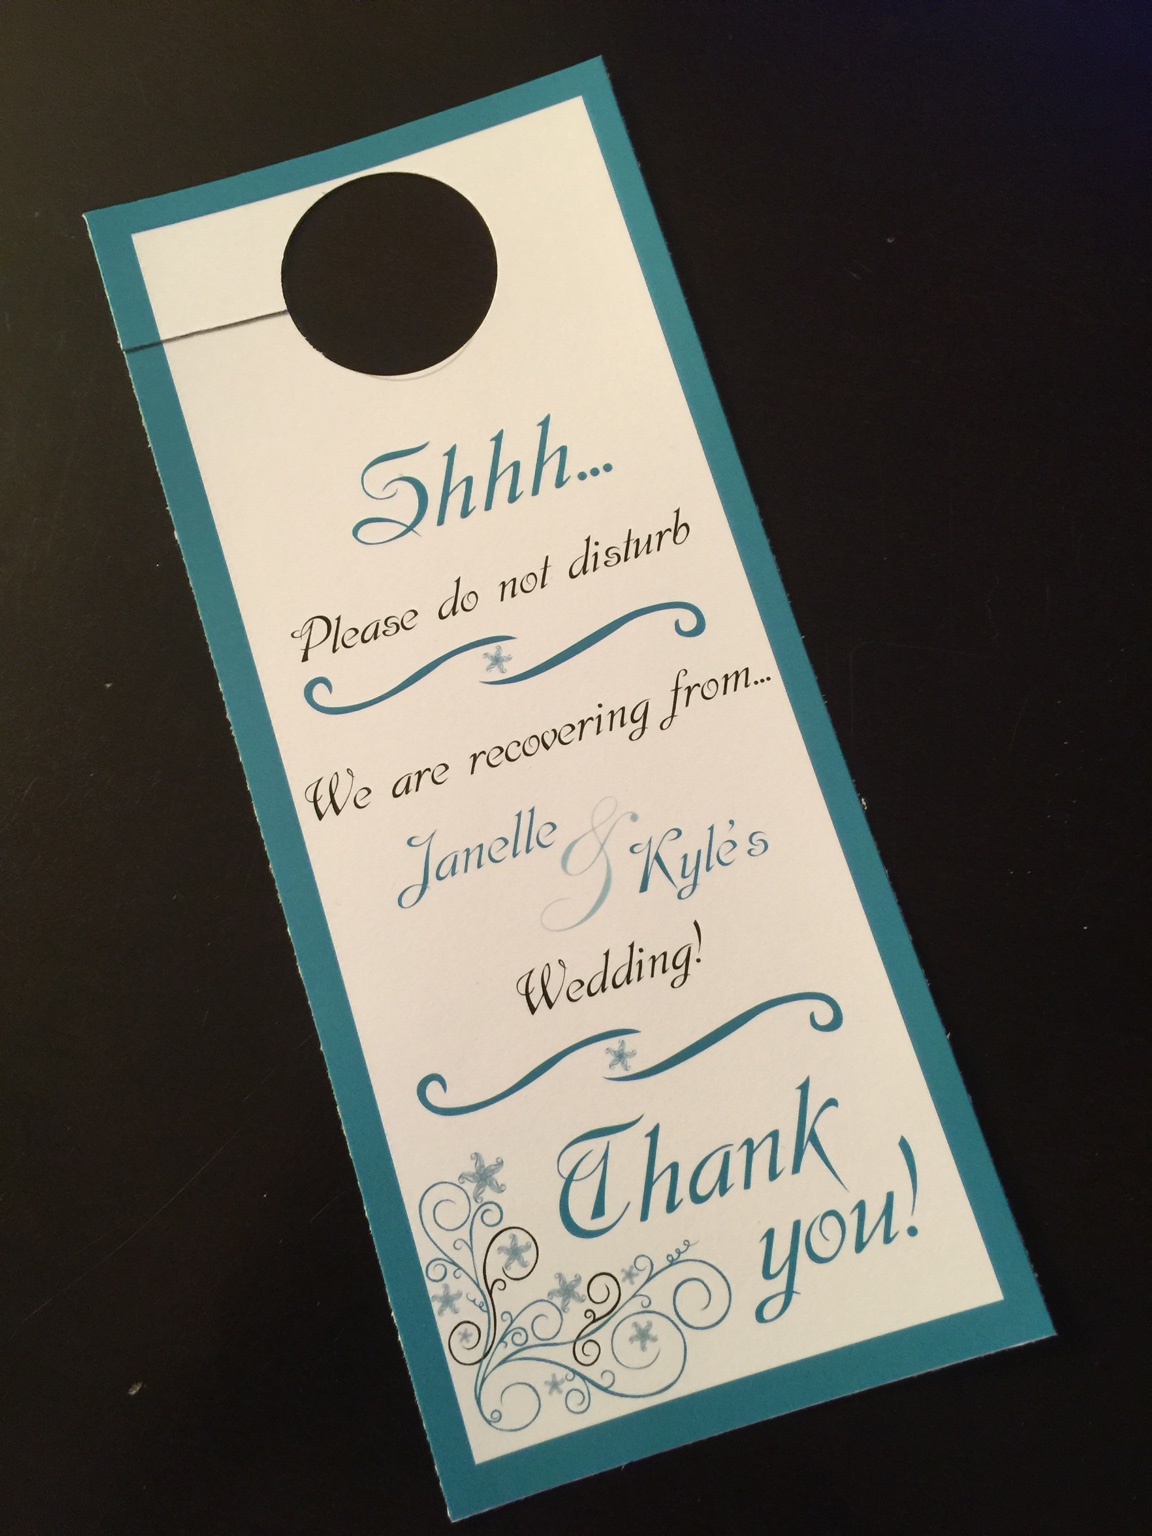 Shhh...
Please do not disturb
We are recovering from...
Janelle & Kyle's
Wedding!
Thank
you!